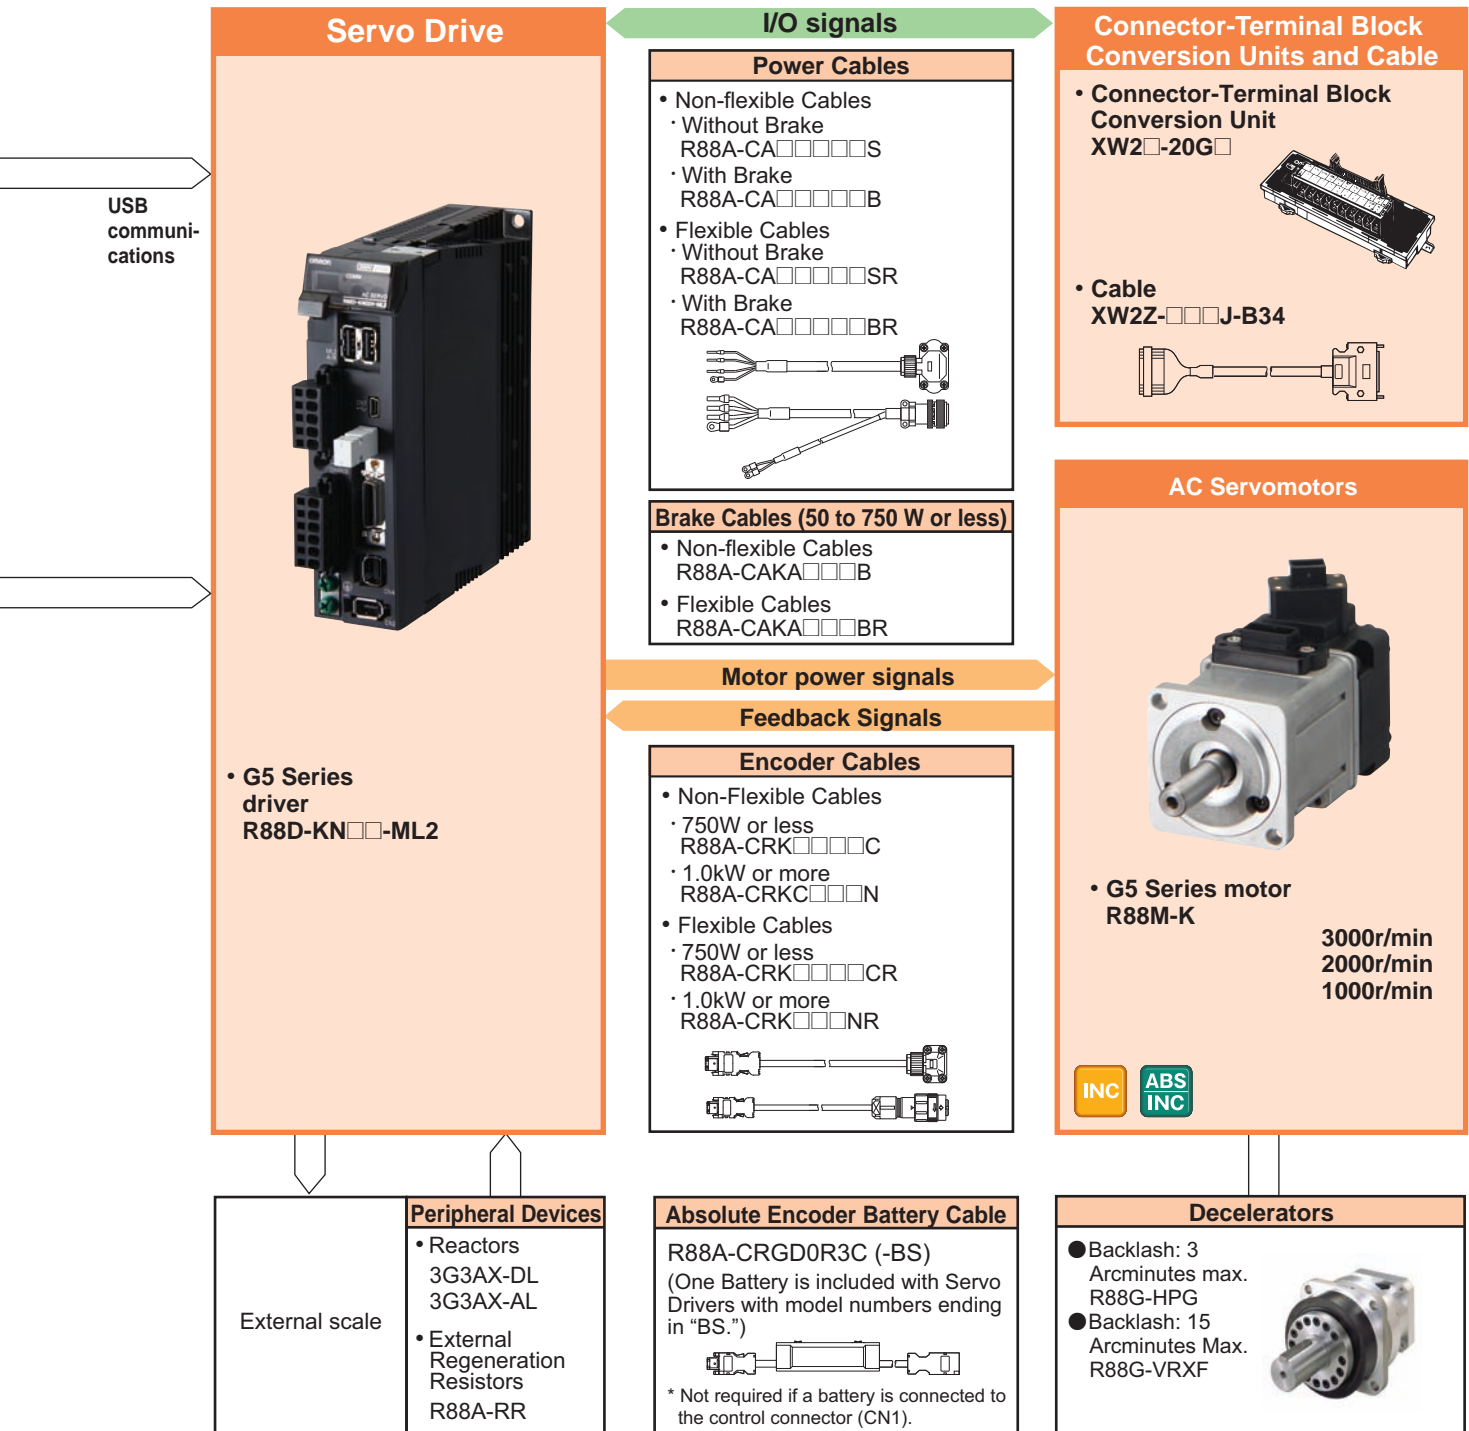 Servo Drive
USB
communi-
cations
• G5 Series
driver
R88D-KN□□-ML2
I/O signals
Power Cables
• Non-flexible Cables
· Without Brake
R88A-CA□□□□□S
· With Brake
R88A-CA□□□□□B
• Flexible Cables
· Without Brake
R88A-CA□□□□□SR
· With Brake
R88A-CA□□□□□BR
Brake Cables (50 to 750 W or less)
• Non-flexible Cables
R88A-CAKA□□□B
• Flexible Cables
R88A-CAKA□□□BR
Motor power signals
Feedback Signals
Encoder Cables
• Non-Flexible Cables
· 750W or less
R88A-CRK□□□□C
· 1.0kW or more
R88A-CRKC□□□N
• Flexible Cables
· 750W or less
R88A-CRK□□□□CR
· 1.0kW or more
R88A-CRK□□□NR
Connector-Terminal Block
Conversion Units and Cable
• Connector-Terminal Block
Conversion Unit
XW2□-20G□
• Cable
XW2Z-□□□J-B34
AC Servomotors
• G5 Series motor
R88M-K
3000r/min
2000r/min
1000r/min
INC
ABS
INC
External scale
Peripheral Devices
• Reactors
3G3AX-DL
3G3AX-AL
• External
Regeneration
Resistors
R88A-RR
Absolute Encoder Battery Cable
R88A-CRGD0R3C (-BS)
(One Battery is included with Servo
Drivers with model numbers ending
in “BS.”)
* Not required if a battery is connected to
the control connector (CN1).
Decelerators
●Backlash: 3
Arcminutes max.
R88G-HPG
●Backlash: 15
Arcminutes Max.
R88G-VRXF